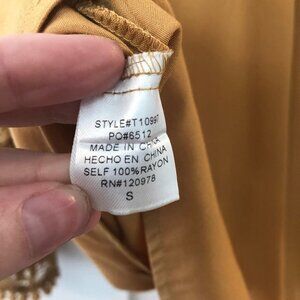 STYLE#T10997
PO#6512
MADE IN CHINA
HECHO EN CHINA
SELF 100%RAYON
RN#120978
S